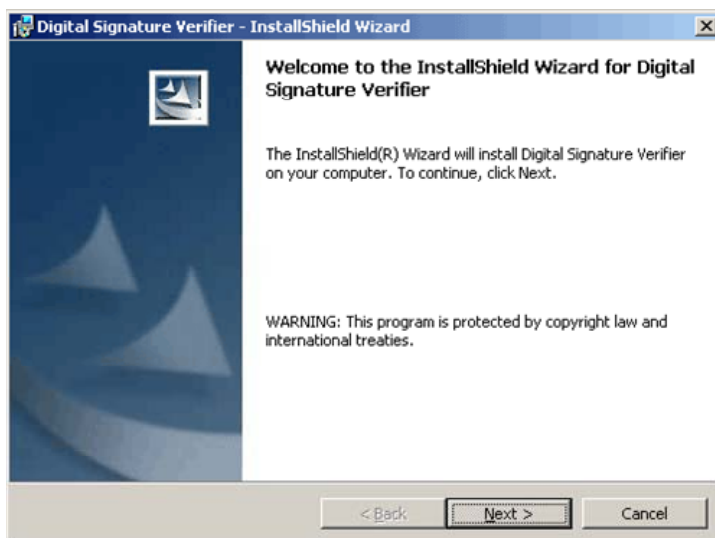 Digital Signature Verifier - InstallShield Wizard
Welcome to the InstallShield Wizard for Digital
Signature Verifier
The InstallShield(R) Wizard will install Digital Signature Verifier
on your computer. To continue, click Next.
WARNING: This program is protected by copyright law and
international treaties.
< Back
Next >
Cancel